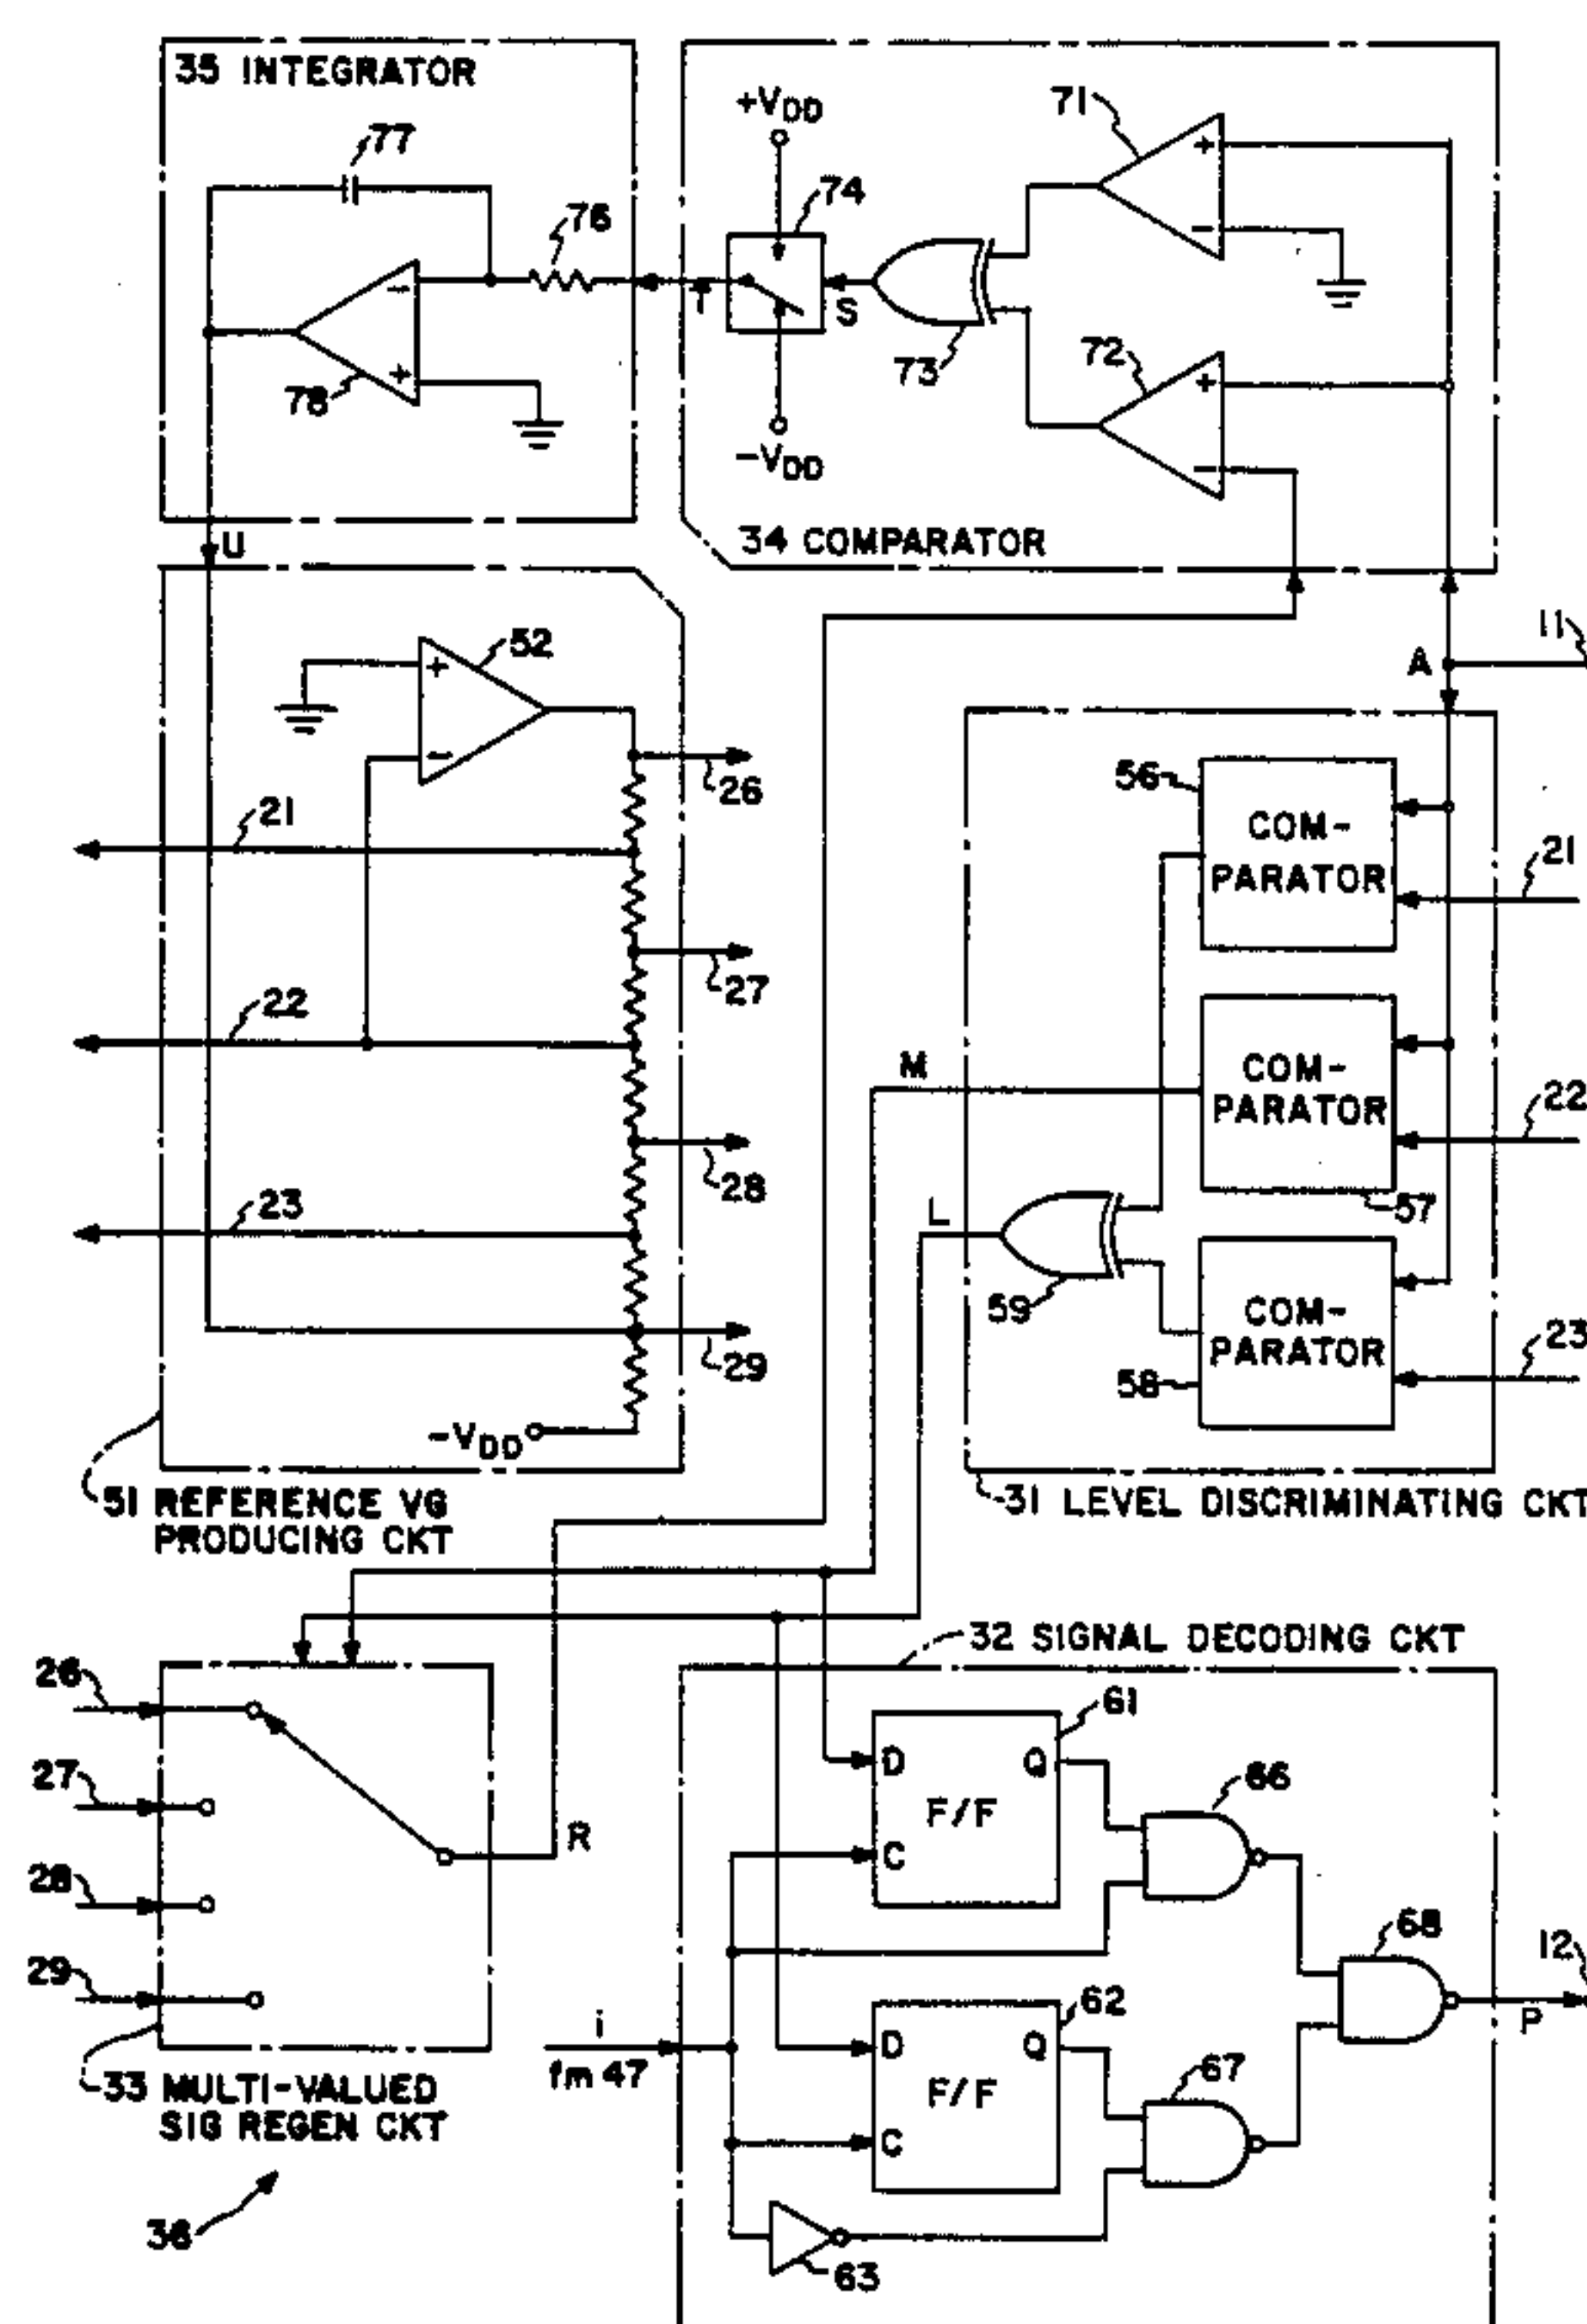 35 INTEGRATOR
77
76
78
+
−
U
+VDD
74
T
S
73
−VDD
71
+
−
72
+
−
34 COMPARATOR
11
A
52
+
−
26
21
27
22
28
23
29
−VDD
51 REFERENCE VG
PRODUCING CKT
56
COM-
PARATOR
21
M
COM-
PARATOR
22
57
L
59
COM-
PARATOR
23
58
31 LEVEL DISCRIMINATING CKT
26
27
28
29
R
33 MULTI-VALUED
SIG REGEN CKT
36
32 SIGNAL DECODING CKT
61
D
Q
F/F
C
66
68
12
P
i
fm 47
62
D
Q
F/F
C
67
63